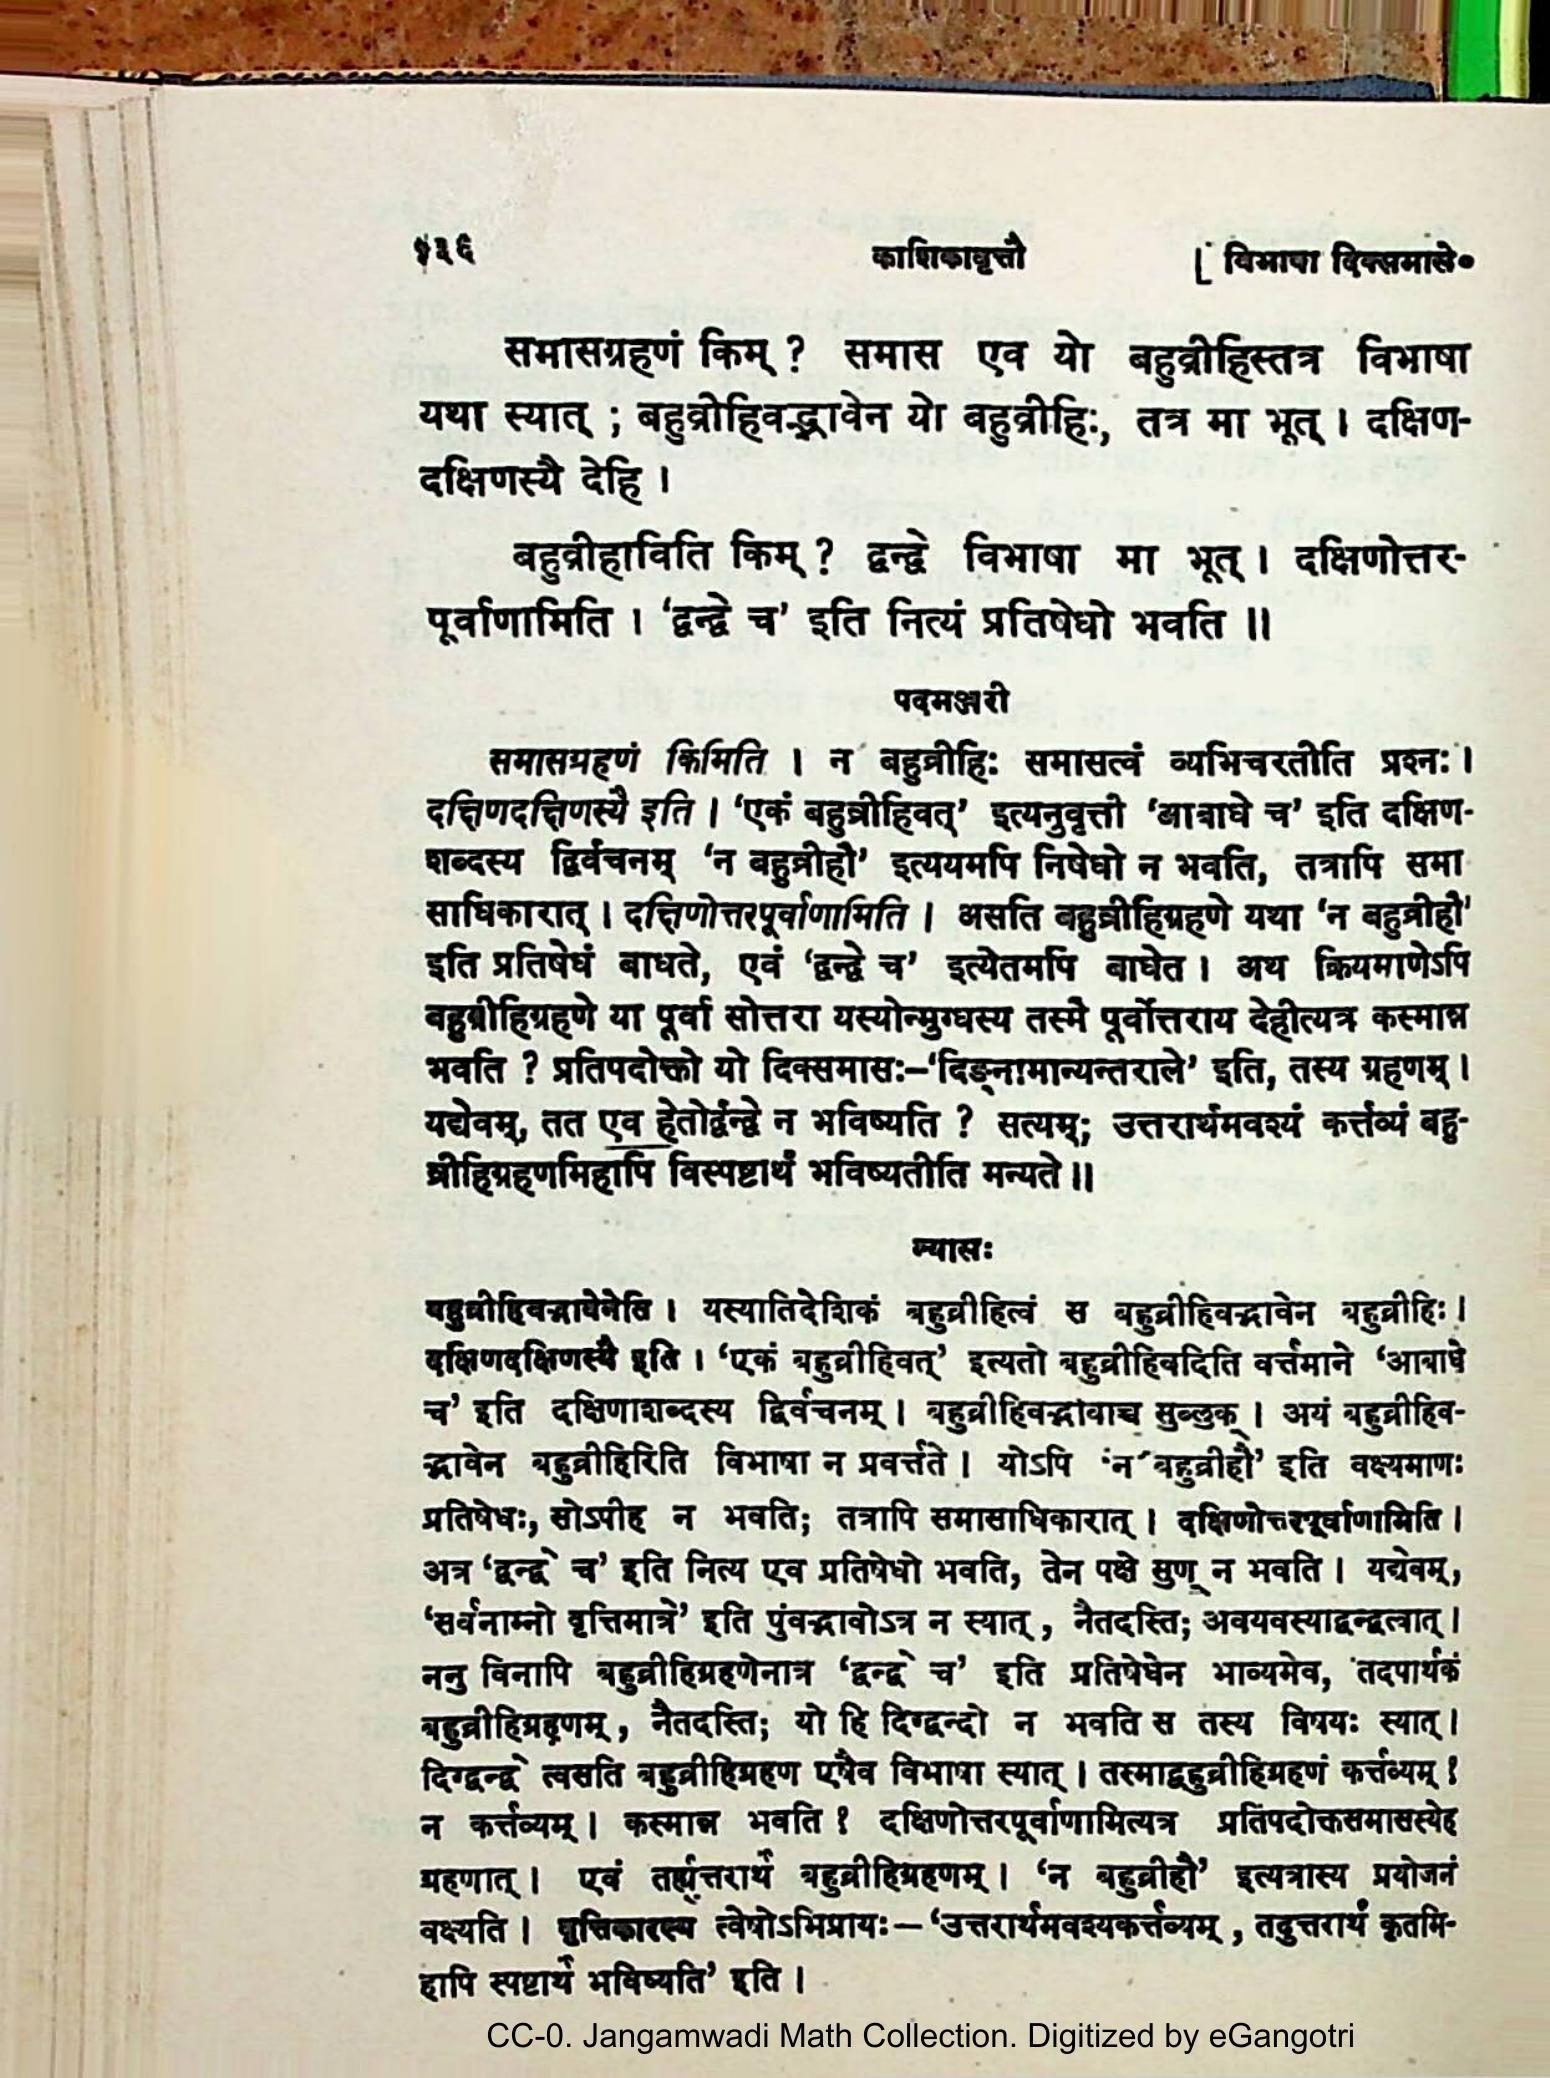 १३६ काशिकावृत्तौ [ विभाषा दिक्समासे०
समासग्रहणं किम् ? समास एव यो बहुव्रीहिस्तत्र विभाषा
यथा स्यात् ; बहुव्रीहिवद्भावेन यो बहुव्रीहिः, तत्र मा भूत् । दक्षिण-
दक्षिणस्यै देहि ।
बहुव्रीहाविति किम् ? द्वन्द्वे विभाषा मा भूत् । दक्षिणोत्तर-
पूर्वाणामिति । ‘द्वन्द्वे च’ इति नित्यं प्रतिषेधो भवति ॥
पदमञ्जरी
समासग्रहणं किमिति । न बहुव्रीहिः समासत्वं व्यभिचरतीति प्रश्नः ।
दक्षिणदक्षिणस्यै इति । ‘एकं बहुव्रीहिवत्’ इत्यनुवृत्तौ ‘आबाधे च’ इति दक्षिण-
शब्दस्य द्विर्वचनम् ‘न बहुव्रीहौ’ इत्ययमपि निषेधो न भवति, तत्रापि समा
साधिकारात् । दक्षिणोत्तरपूर्वाणामिति । असति बहुव्रीहिग्रहणे यथा ‘न बहुव्रीहौ’
इति प्रतिषेधं बाधते, एवं ‘द्वन्द्वे च’ इत्येतमपि बाधेत । अथ क्रियमाणेऽपि
बहुव्रीहिग्रहणे या पूर्वा सोत्तरा यस्योन्मुग्धस्य तस्मै पूर्वोत्तराय देहीत्यत्र कस्मान्न
भवति ? प्रतिपदोक्तो यो दिक्समासः–‘दिङ्नामान्यन्तराले’ इति, तस्य ग्रहणम् ।
यद्येवम्, तत एव हेतोर्द्वन्द्वे न भविष्यति ? सत्यम्; उत्तरार्थमवश्यं कर्त्तव्यं बहु-
व्रीहिग्रहणमिहापि विस्पष्टार्थं भविष्यतीति मन्यते ॥
न्यासः
बहुव्रीहिवद्भावेनेति । यस्यातिदेशिकं बहुव्रीहित्वं स बहुव्रीहिवद्भावेन बहुव्रीहिः ।
दक्षिणदक्षिणस्यै इति । ‘एकं बहुव्रीहिवत्’ इत्यतो बहुव्रीहिवदिति वर्त्तमाने ‘आबाधे
च’ इति दक्षिणाशब्दस्य द्विर्वचनम् । बहुव्रीहिवद्भावाच्च सुब्लुक् । अयं बहुव्रीहिव-
द्भावेन बहुव्रीहिरिति विभाषा न प्रवर्त्तते । योऽपि ‘न बहुव्रीहौ’ इति वक्ष्यमाणः
प्रतिषेधः, सोऽपीह न भवति; तत्रापि समासाधिकारात् । दक्षिणोत्तरपूर्वाणामिति ।
अत्र ‘द्वन्द्वे च’ इति नित्य एव प्रतिषेधो भवति, तेन पक्षे सुण् न भवति । यद्येवम्,
‘सर्वनाम्नो वृत्तिमात्रे’ इति पुंवद्भावोऽत्र न स्यात् , नैतदस्ति; अवयवस्याद्वन्द्वत्वात् ।
ननु विनापि बहुव्रीहिग्रहणेनात्र ‘द्वन्द्वे च’ इति प्रतिषेधेन भाव्यमेव, तदपार्थकं
बहुव्रीहिग्रहणम् , नैतदस्ति; यो हि दिग्द्वन्दो न भवति स तस्य विषयः स्यात् ।
दिग्द्वन्द्वे त्वसति बहुव्रीहिग्रहण एषैव विभाषा स्यात् । तस्माद्बहुव्रीहिग्रहणं कर्त्तव्यम् ?
न कर्त्तव्यम् । कस्मान्न भवति ? दक्षिणोत्तरपूर्वाणामित्यत्र प्रतिपदोक्तसमासस्येह
ग्रहणात् । एवं तर्ह्युत्तरार्थं बहुव्रीहिग्रहणम् । ‘न बहुव्रीहौ’ इत्यत्रास्य प्रयोजनं
वक्ष्यति । वृत्तिकारस्य त्वेषोऽभिप्रायः—‘उत्तरार्थमवश्यकर्त्तव्यम् , तदुत्तरार्थं कृतमि-
हापि स्पष्टार्थं भविष्यति’ इति ।
CC-0. Jangamwadi Math Collection. Digitized by eGangotri